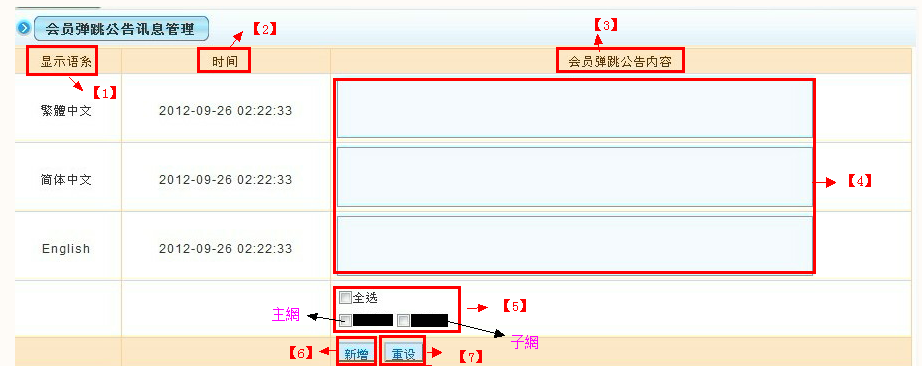 会员弹跳公告讯息管理
【2】
【3】
显示语条
时间
会员弹跳公告内容
【1】
繁體中文
2012-09-26 02:22:33
简体中文
2012-09-26 02:22:33
【4】
English
2012-09-26 02:22:33
全选
【5】
主網
子網
【6】
新增
重设
【7】